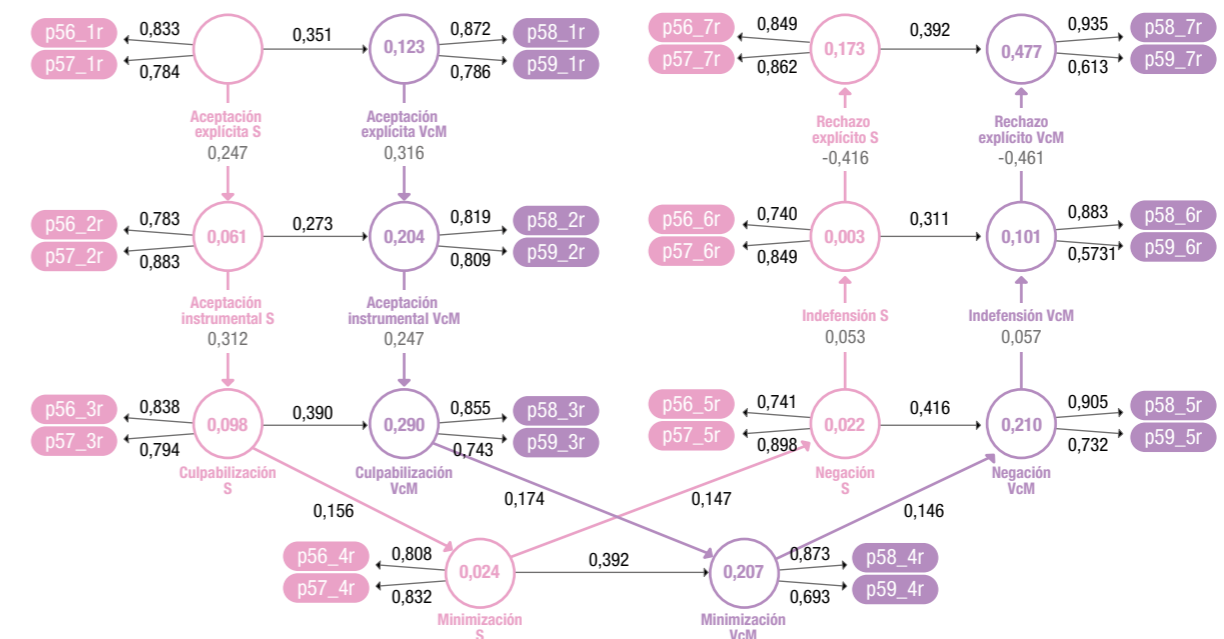 p56_1r 0,833 0,351 0,123 0,872 p58_1r
p57_1r 0,784 0,786 p59_1r
Aceptación
explícita S
0,247
Aceptación
explícita VcM
0,316
p56_2r 0,783 0,061 0,273 0,204 0,819 p58_2r
p57_2r 0,883 0,809 p59_2r
Aceptación
instrumental S
0,312
Aceptación
instrumental VcM
0,247
p56_3r 0,838 0,098 0,390 0,290 0,855 p58_3r
p57_3r 0,794 0,743 p59_3r
Culpabilización
S
Culpabilización
VcM
0,156
0,174
p56_4r 0,808 0,024 0,392 0,207 0,873 p58_4r
p57_4r 0,832 0,693 p59_4r
Minimización
S
Minimización
VcM
0,147
0,146
p56_5r 0,741 0,022 0,416 0,210 0,905 p58_5r
p57_5r 0,898 0,732 p59_5r
Negación
S
Negación
VcM
p56_6r 0,740 0,003 0,311 0,101 0,883 p58_6r
p57_6r 0,849 0,5731 p59_6r
Indefensión S
0,053
Indefensión VcM
0,057
p56_7r 0,849 0,173 0,392 0,477 0,935 p58_7r
p57_7r 0,862 0,613 p59_7r
Rechazo
explícito S
-0,416
Rechazo
explícito VcM
-0,461